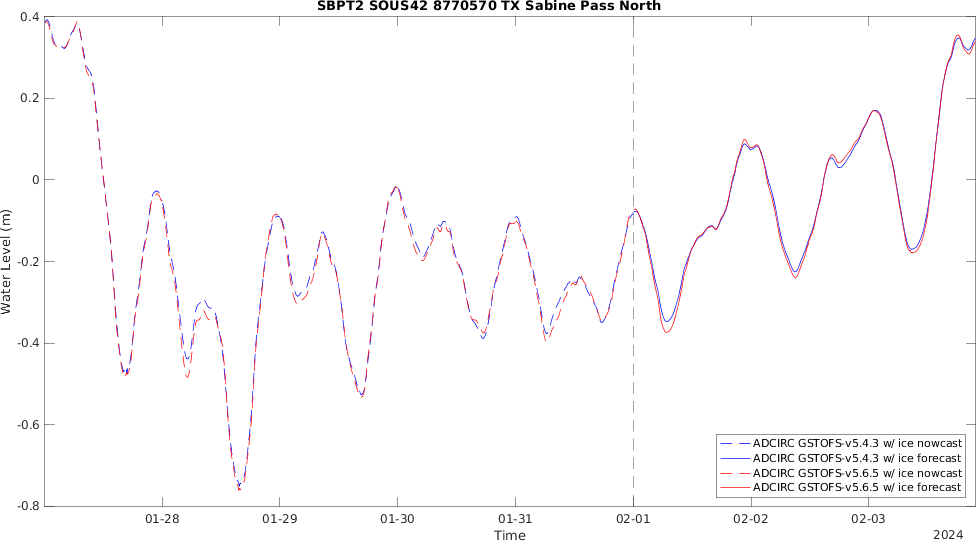 SBPT2 SOUS42 8770570 TX Sabine Pass North
Water Level (m)
0.4
0.2
0
-0.2
-0.4
-0.6
-0.8
01-28
01-29
01-30
01-31
02-01
02-02
02-03
Time
2024
ADCIRC GSTOFS-v5.4.3 w/ ice nowcast
ADCIRC GSTOFS-v5.4.3 w/ ice forecast
ADCIRC GSTOFS-v5.6.5 w/ ice nowcast
ADCIRC GSTOFS-v5.6.5 w/ ice forecast